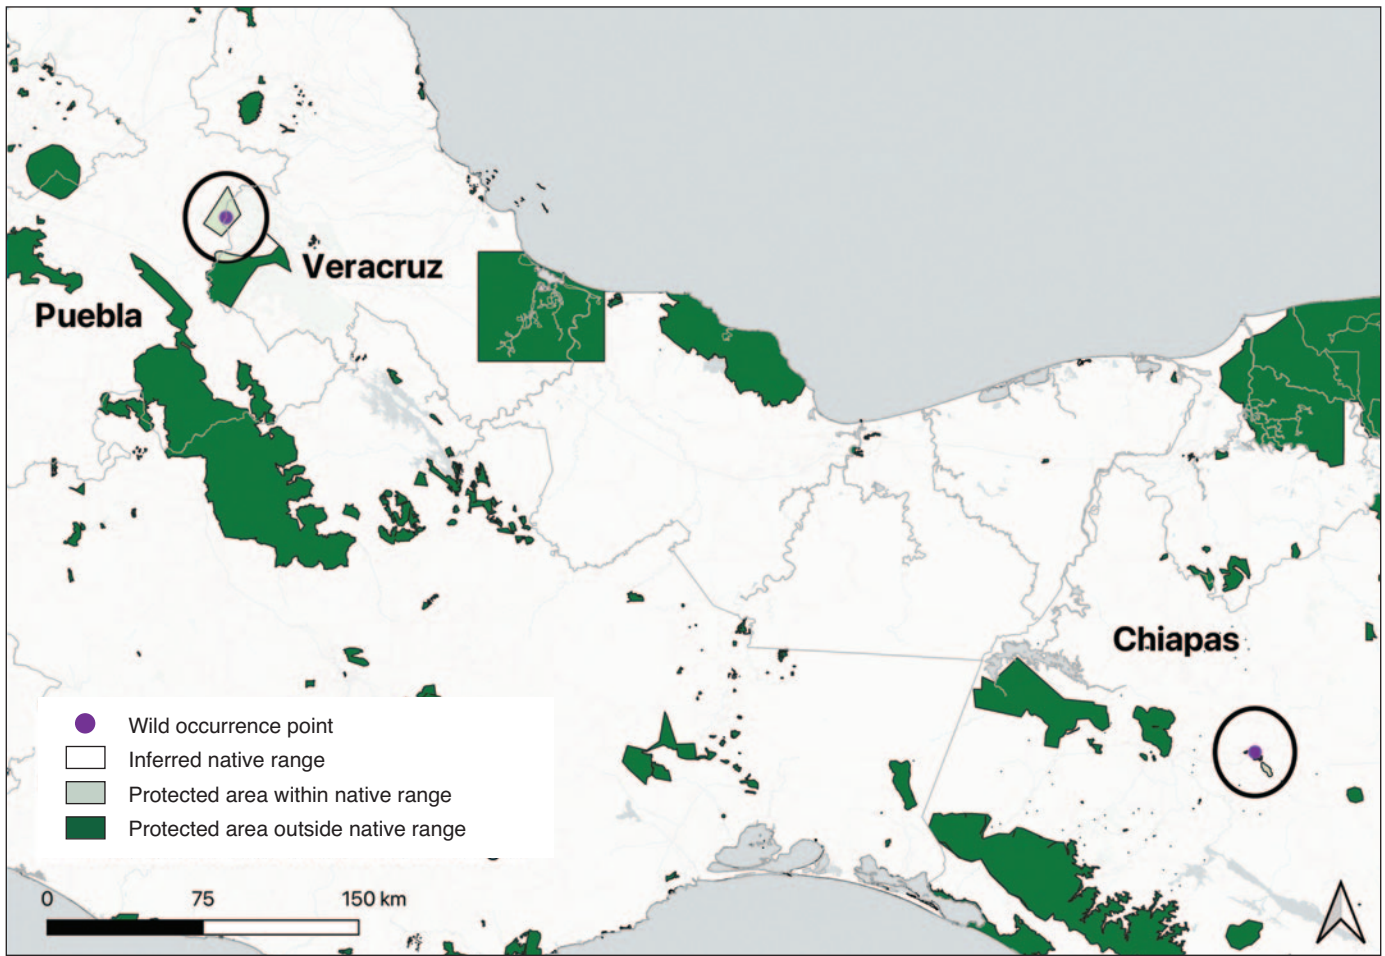 Veracruz
Puebla
Chiapas
Wild occurrence point
Inferred native range
Protected area within native range
Protected area outside native range
0 75 150 km